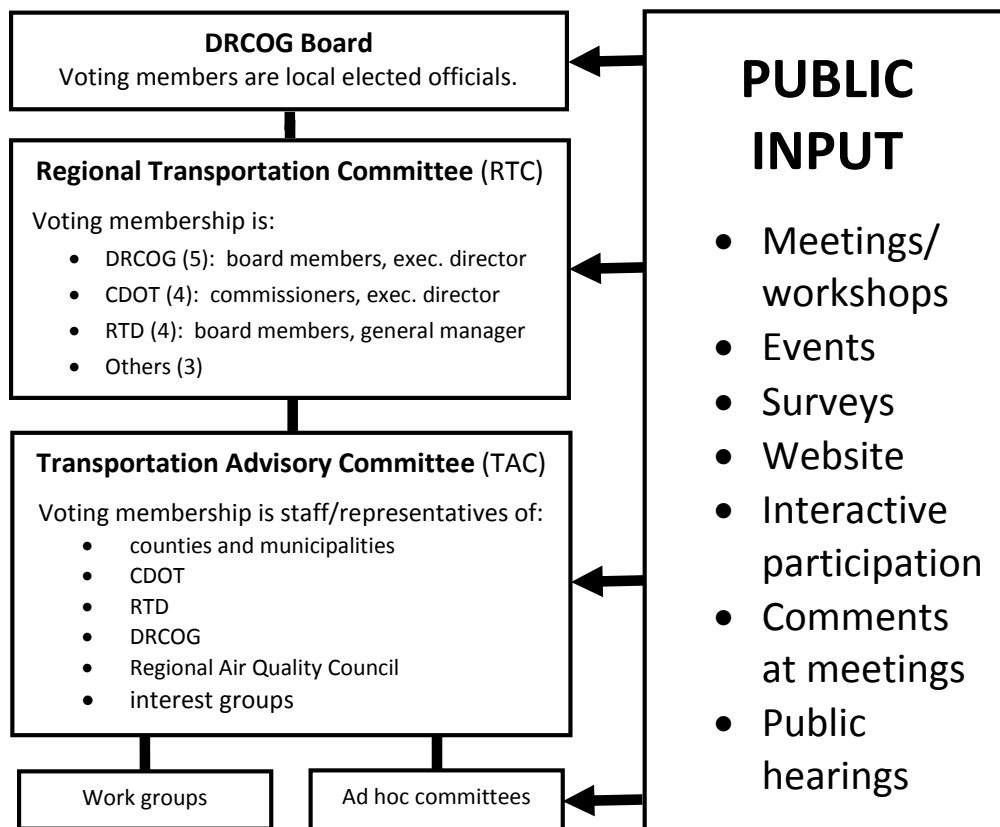 DRCOG Board
Voting members are local elected officials.
Regional Transportation Committee (RTC)
Voting membership is:
• DRCOG (5): board members, exec. director
• CDOT (4): commissioners, exec. director
• RTD (4): board members, general manager
• Others (3)
Transportation Advisory Committee (TAC)
Voting membership is staff/representatives of:
• counties and municipalities
• CDOT
• RTD
• DRCOG
• Regional Air Quality Council
• interest groups
Work groups
Ad hoc committees
PUBLIC
INPUT
• Meetings/
workshops
• Events
• Surveys
• Website
• Interactive
participation
• Comments
at meetings
• Public
hearings